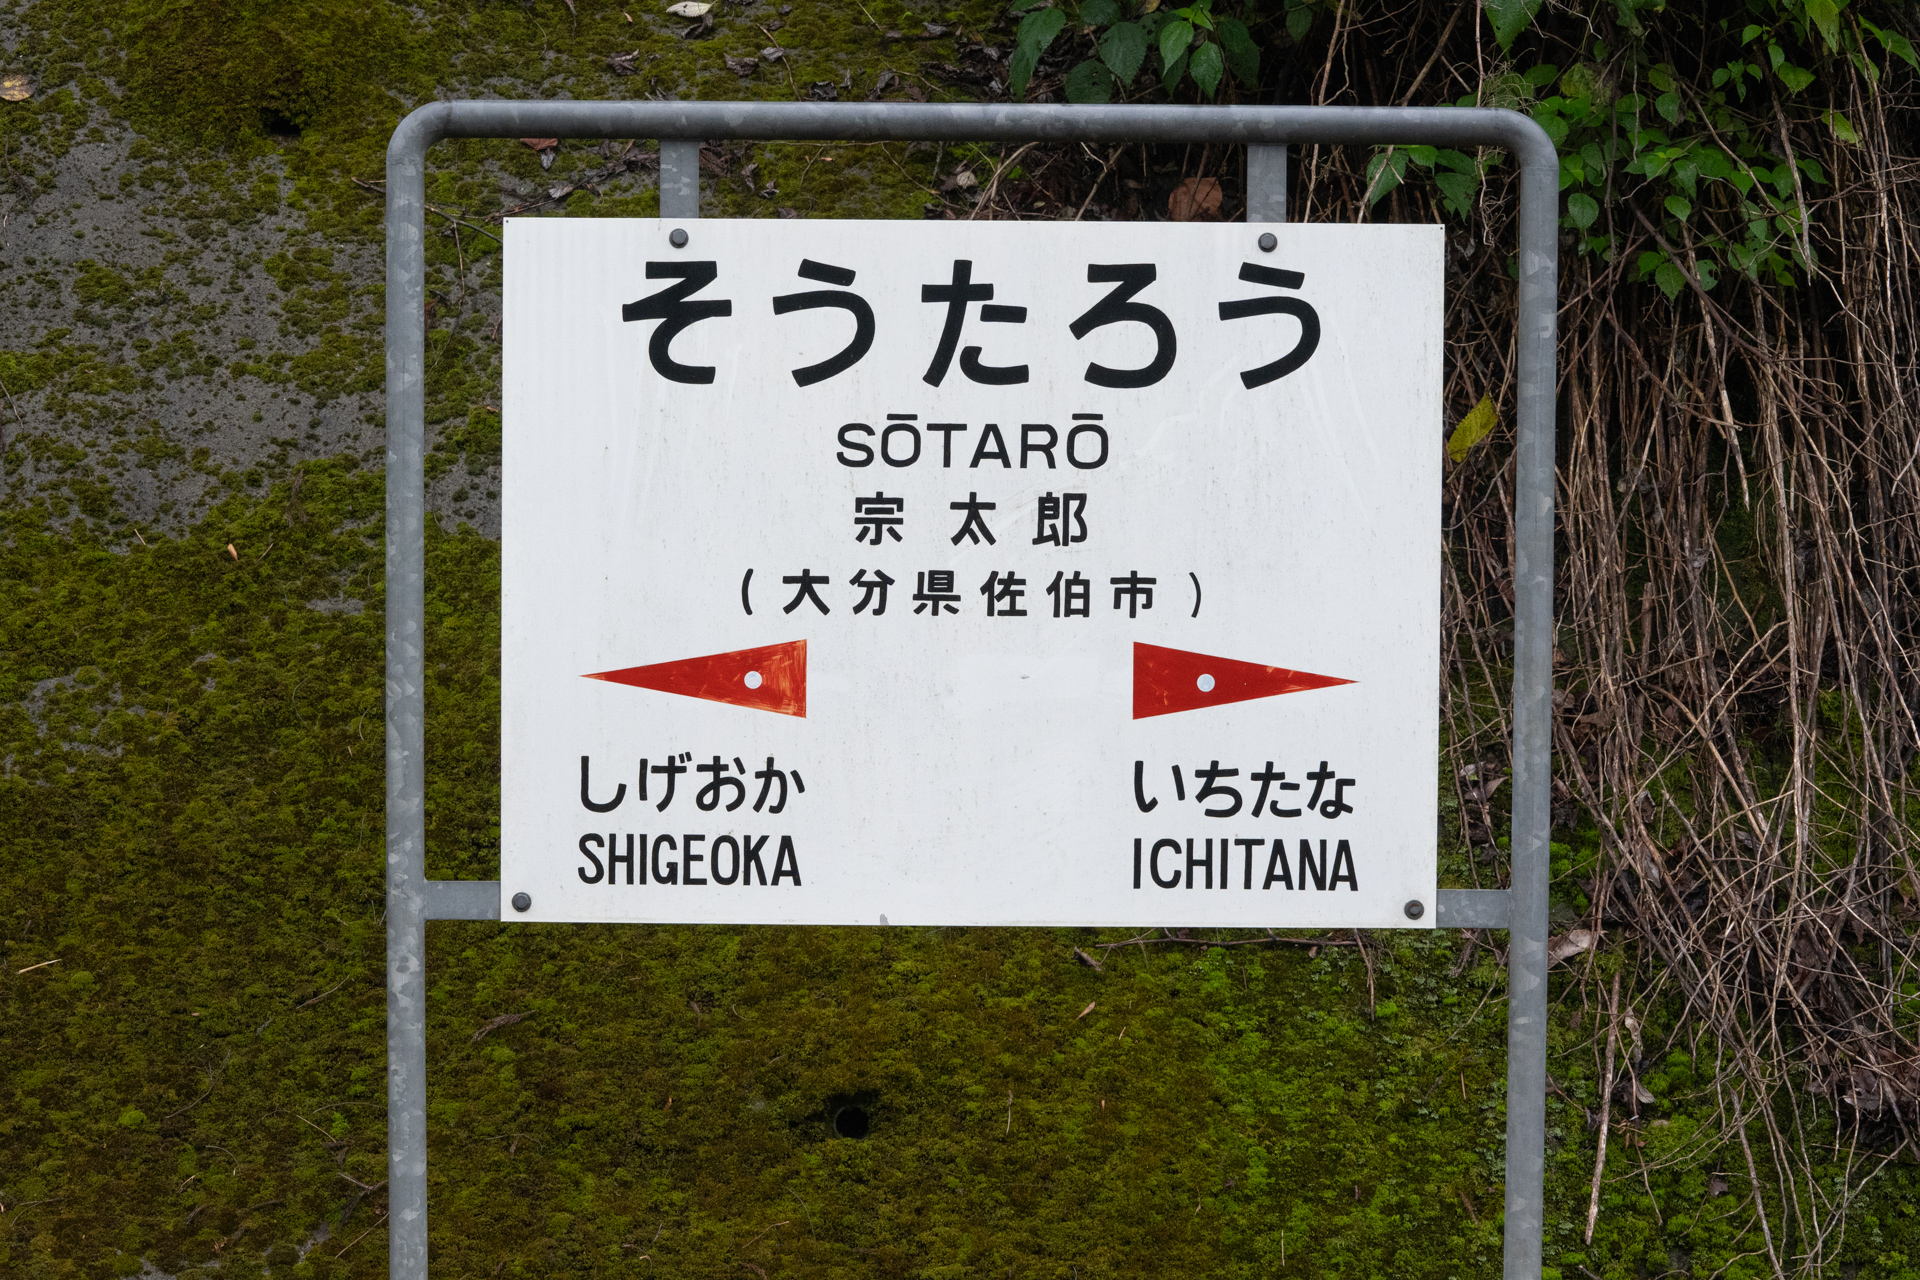 そうたろう
SŌTARŌ
宗太郎
(大分県佐伯市)
しげおか いちたな
SHIGEOKA ICHITANA